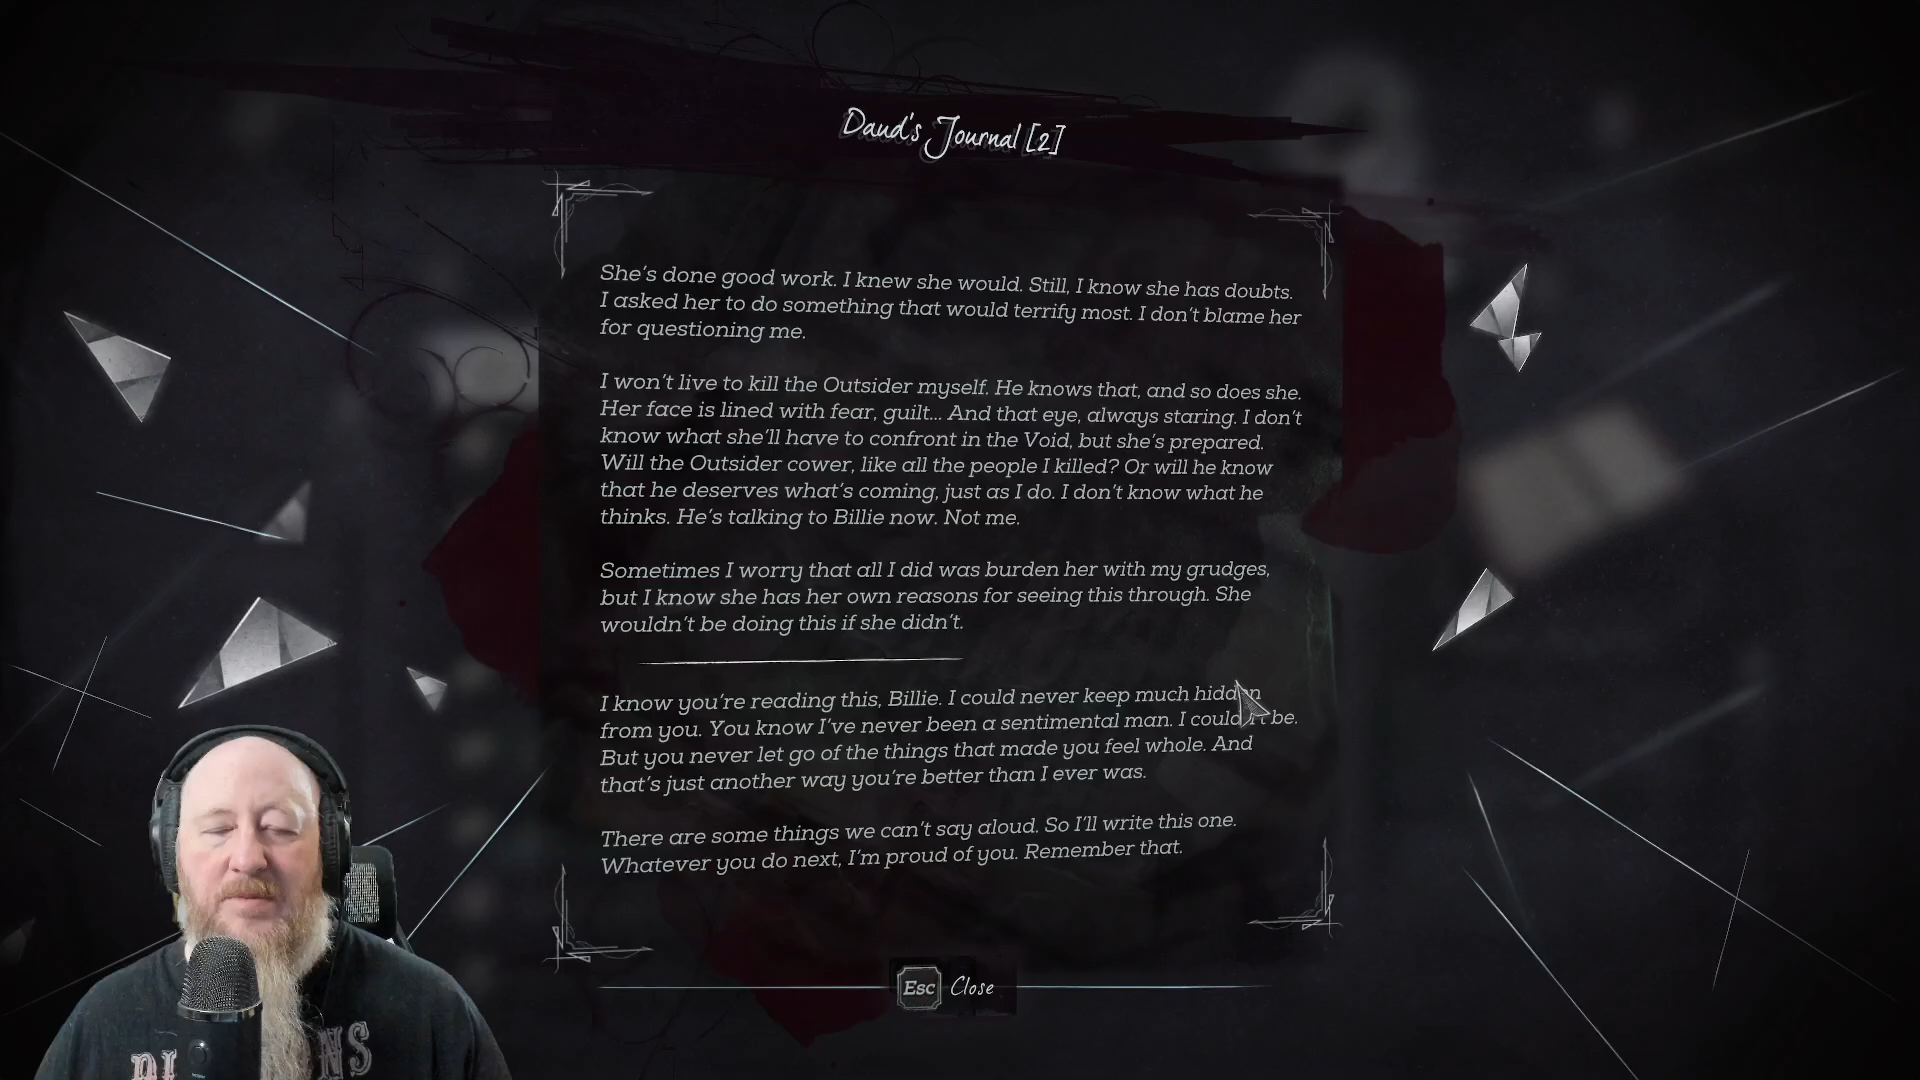 Daud's Journal [2]
She's done good work. I knew she would. Still, I know she has doubts.
I asked her to do something that would terrify most. I don't blame her
for questioning me.
I won't live to kill the Outsider myself. He knows that, and so does she.
Her face is lined with fear, guilt... And that eye, always staring. I don't
know what she'll have to confront in the Void, but she's prepared.
Will the Outsider cower, like all the people I killed? Or will he know
that he deserves what's coming, just as I do. I don't know what he
thinks. He's talking to Billie now. Not me.
Sometimes I worry that all I did was burden her with my grudges,
but I know she has her own reasons for seeing this through. She
wouldn't be doing this if she didn't.
I know you're reading this, Billie. I could never keep much hidden
from you. You know I've never been a sentimental man. I couldn't be.
But you never let go of the things that made you feel whole. And
that's just another way you're better than I ever was.
There are some things we can't say aloud. So I'll write this one.
Whatever you do next, I'm proud of you. Remember that.
Esc Close